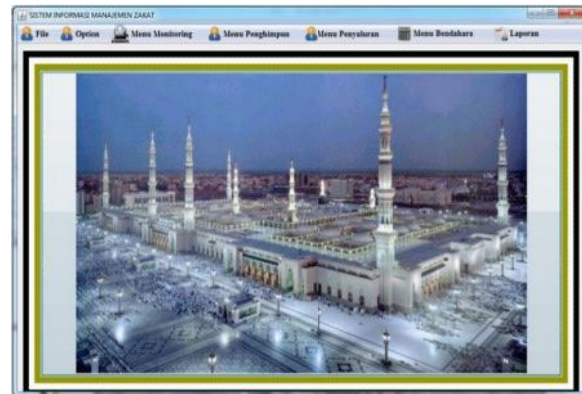 SISTEM INFORMASI MANAJEMEN ZAKAT
File Option Menu Monitoring Menu Penghimpun Menu Penyaluran Menu Bendahara Laporan